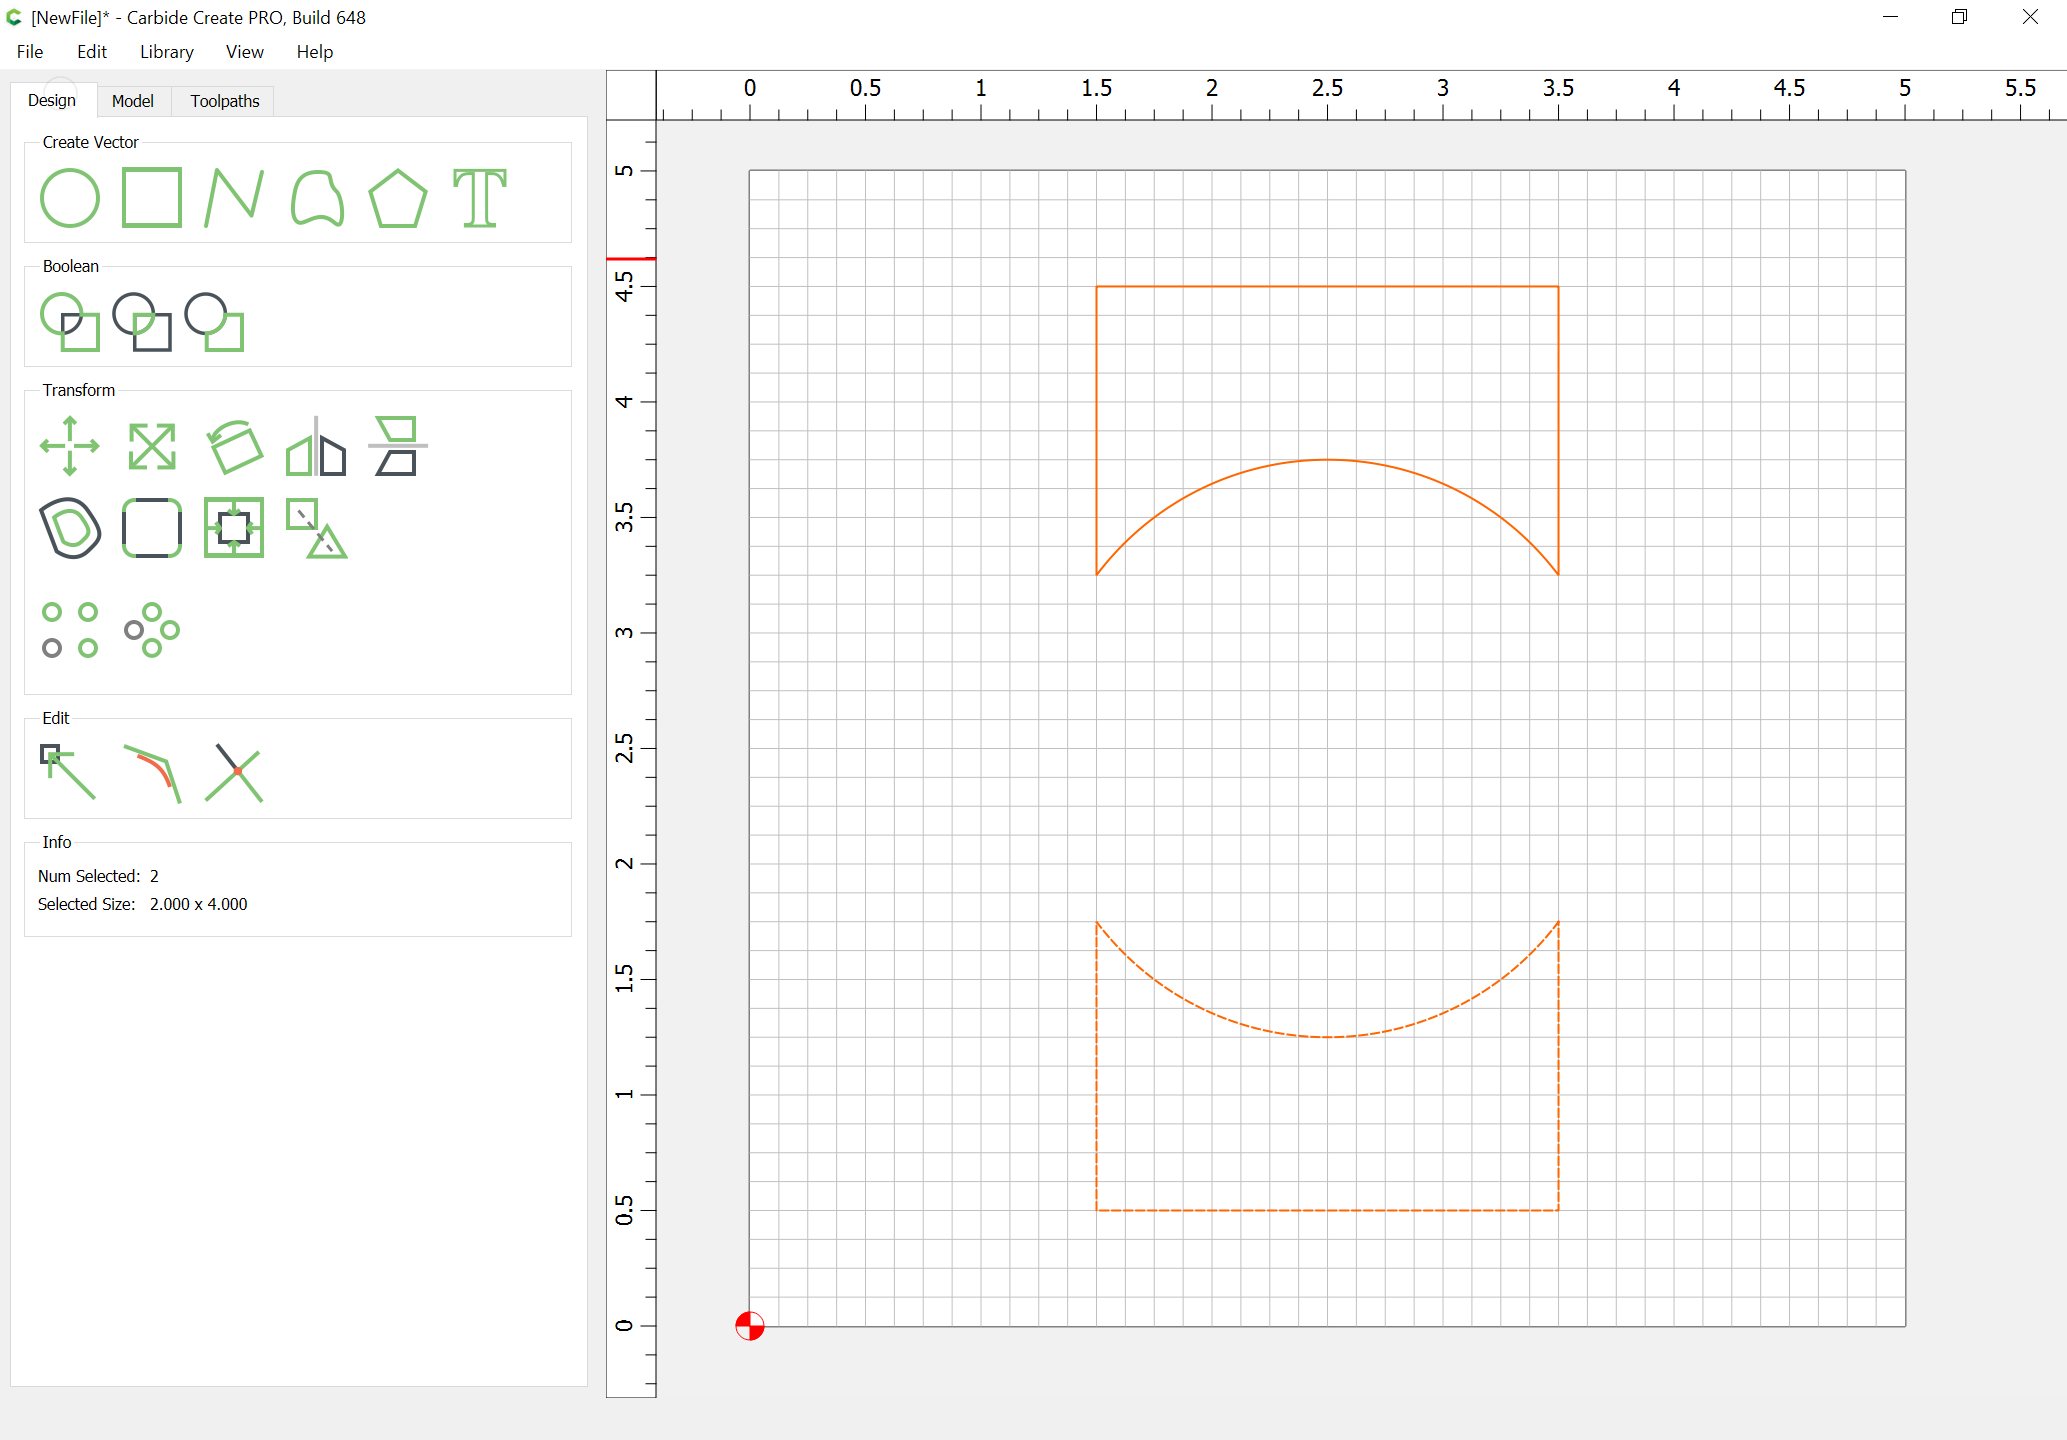 [NewFile]* - Carbide Create PRO, Build 648
File Edit Library View Help
Design Model Toolpaths
Create Vector
Boolean
Transform
Edit
Info
Num Selected: 2
Selected Size: 2.000 x 4.000
0 0.5 1 1.5 2 2.5 3 3.5 4 4.5 5 5.5
5
4.5
4
3.5
3
2.5
2
1.5
1
0.5
0